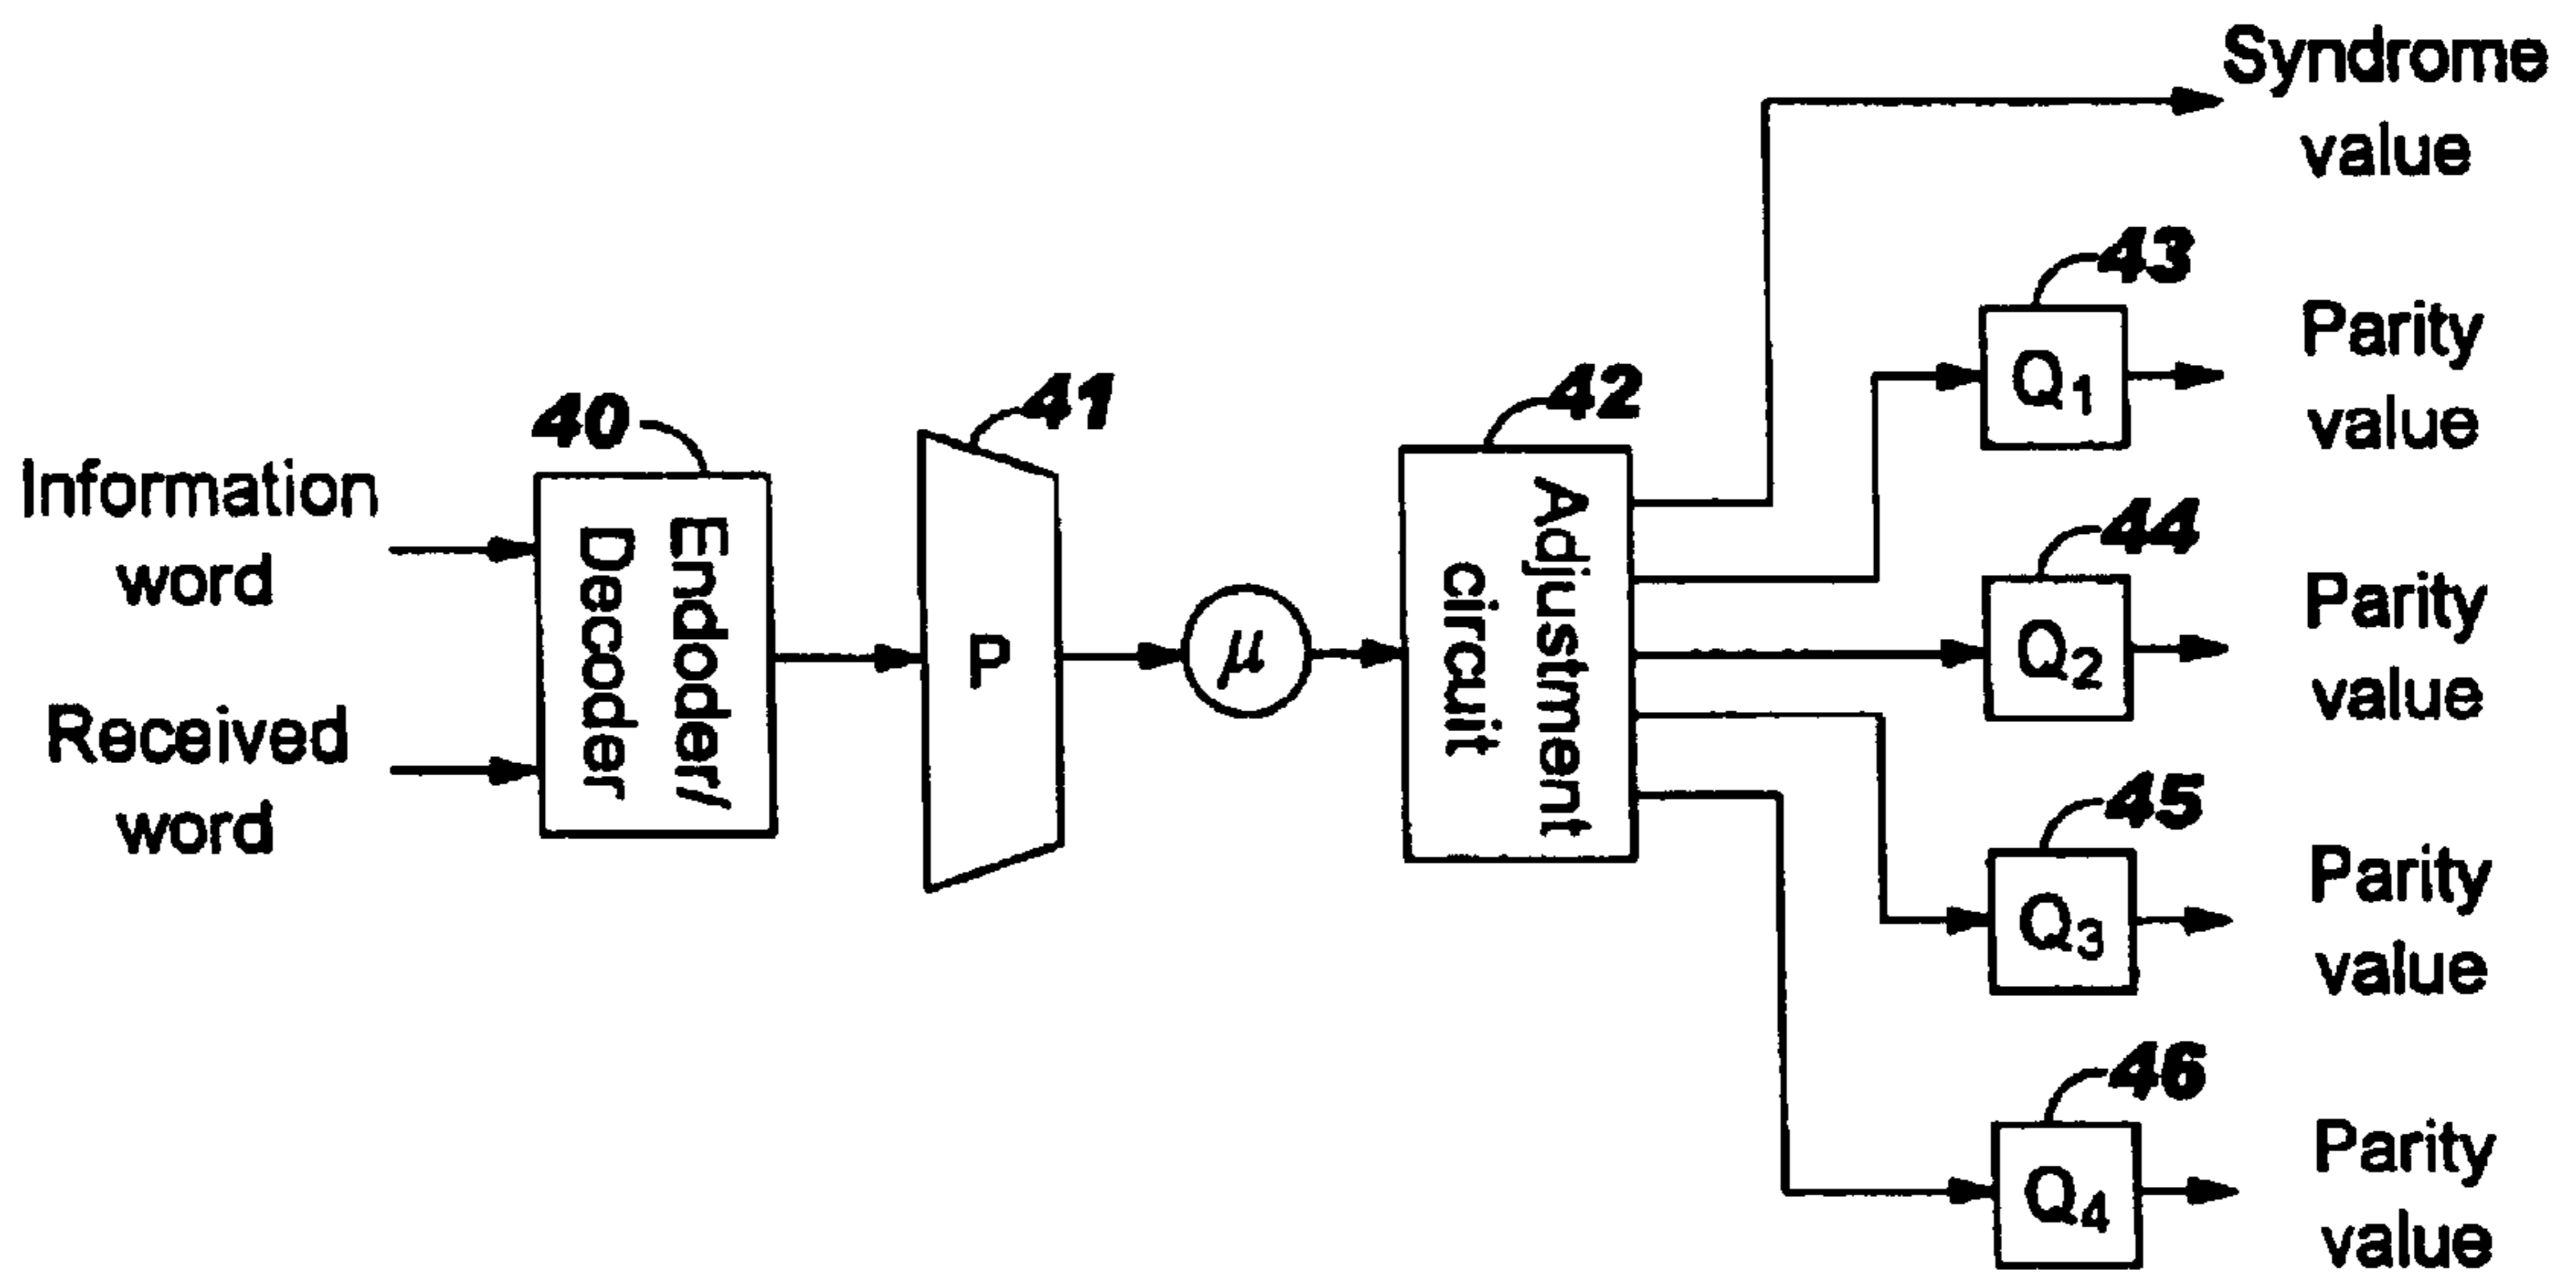 Syndrome
value
43
Parity
value
Q1
41
42
40
44
Information
word
Endoder/
Decoder
P
μ
Adjustment
circuit
Q2
Parity
value
Received
word
45
Q3
Parity
value
46
Q4
Parity
value